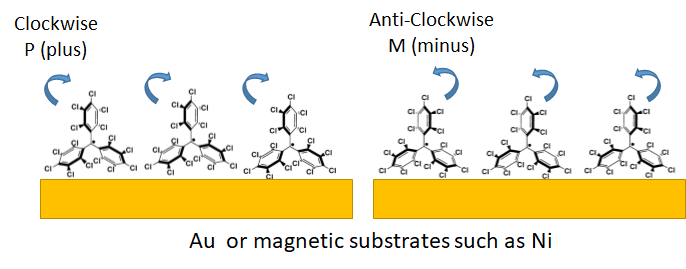 Clockwise
P (plus)
Anti-Clockwise
M (minus)
Au or magnetic substrates such as Ni